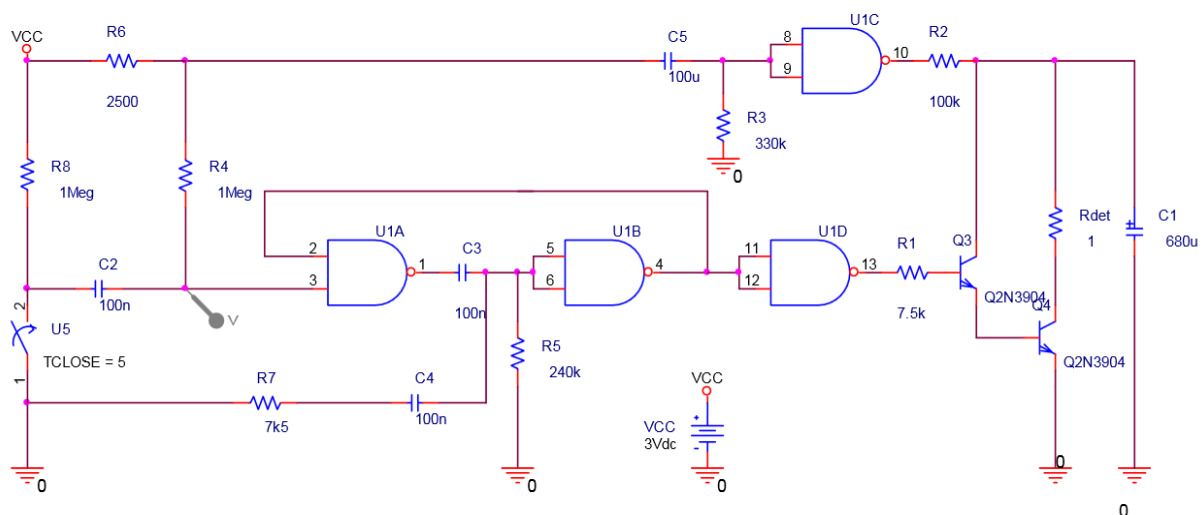 VCC
R6
2500
C5
100u
U1C
8
9
10
R2
100k
R3
330k
0
R8
1Meg
R4
1Meg
U1A
2
3
1
C3
100n
U1B
5
6
4
U1D
11
12
13
R1
7.5k
Q3
Q2N3904
Q4
Q2N3904
Rdet
1
C1
680u
C2
100n
V
2
U5
TCLOSE = 5
1
R7
7k5
C4
100n
R5
240k
VCC
VCC
3Vdc
0
0
0
0
0